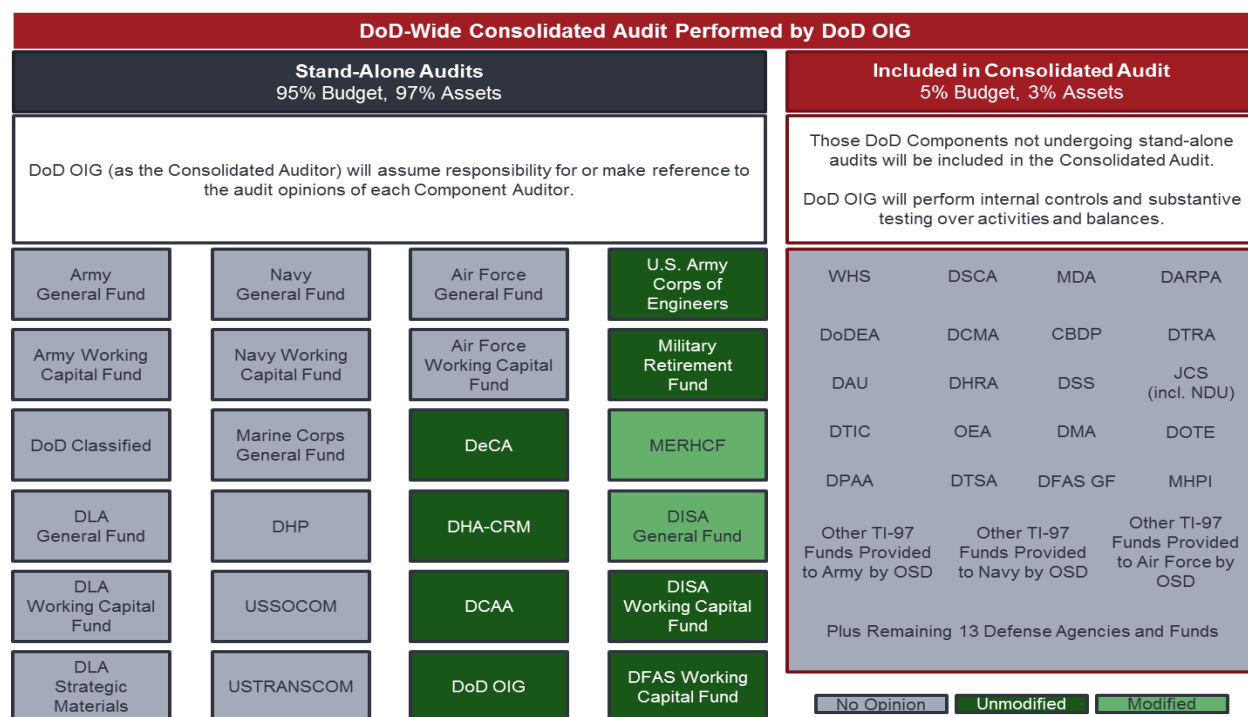 DoD-Wide Consolidated Audit Performed by DoD OIG
Stand-Alone Audits
95% Budget, 97% Assets
DoD OIG (as the Consolidated Auditor) will assume responsibility for or make reference to
the audit opinions of each Component Auditor.
Army
General Fund
Navy
General Fund
Air Force
General Fund
U.S. Army
Corps of
Engineers
Army Working
Capital Fund
Navy Working
Capital Fund
Air Force
Working Capital
Fund
Military
Retirement
Fund
DoD Classified
Marine Corps
General Fund
DeCA
MERHCF
DLA
General Fund
DHP
DHA-CRM
DISA
General Fund
DLA
Working Capital
Fund
USSOCOM
DCAA
DISA
Working Capital
Fund
DLA
Strategic
Materials
USTRANSCOM
DoD OIG
DFAS Working
Capital Fund
Included in Consolidated Audit
5% Budget, 3% Assets
Those DoD Components not undergoing stand-alone
audits will be included in the Consolidated Audit.
DoD OIG will perform internal controls and substantive
testing over activities and balances.
WHS DSCA MDA DARPA
DoDEA DCMA CBDP DTRA
DAU DHRA DSS JCS
(incl. NDU)
DTIC OEA DMA DOTE
DPAA DTSA DFAS GF MHPI
Other TI-97
Funds Provided
to Army by OSD
Other TI-97
Funds Provided
to Navy by OSD
Other TI-97
Funds Provided
to Air Force by
OSD
Plus Remaining 13 Defense Agencies and Funds
No Opinion Unmodified Modified